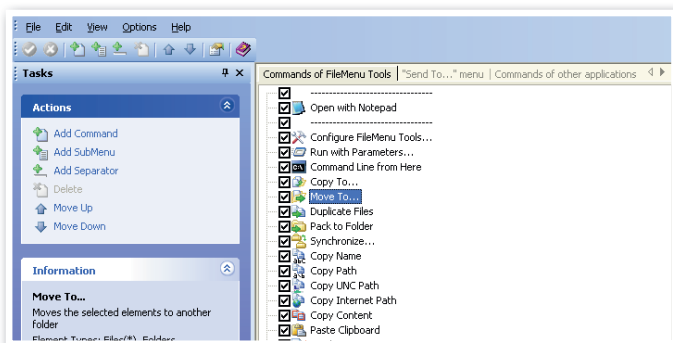 File Edit View Options Help
Tasks
Actions
Add Command
Add SubMenu
Add Separator
Delete
Move Up
Move Down
Information
Move To...
Moves the selected elements to another
folder
Element Types: Files(*), Folders
Commands of FileMenu Tools "Send To..." menu Commands of other applications
--------------------------------
Open with Notepad
--------------------------------
Configure FileMenu Tools...
Run with Parameters...
Command Line from Here
Copy To...
Move To...
Duplicate Files
Pack to Folder
Synchronize...
Copy Name
Copy Path
Copy UNC Path
Copy Internet Path
Copy Content
Paste Clipboard